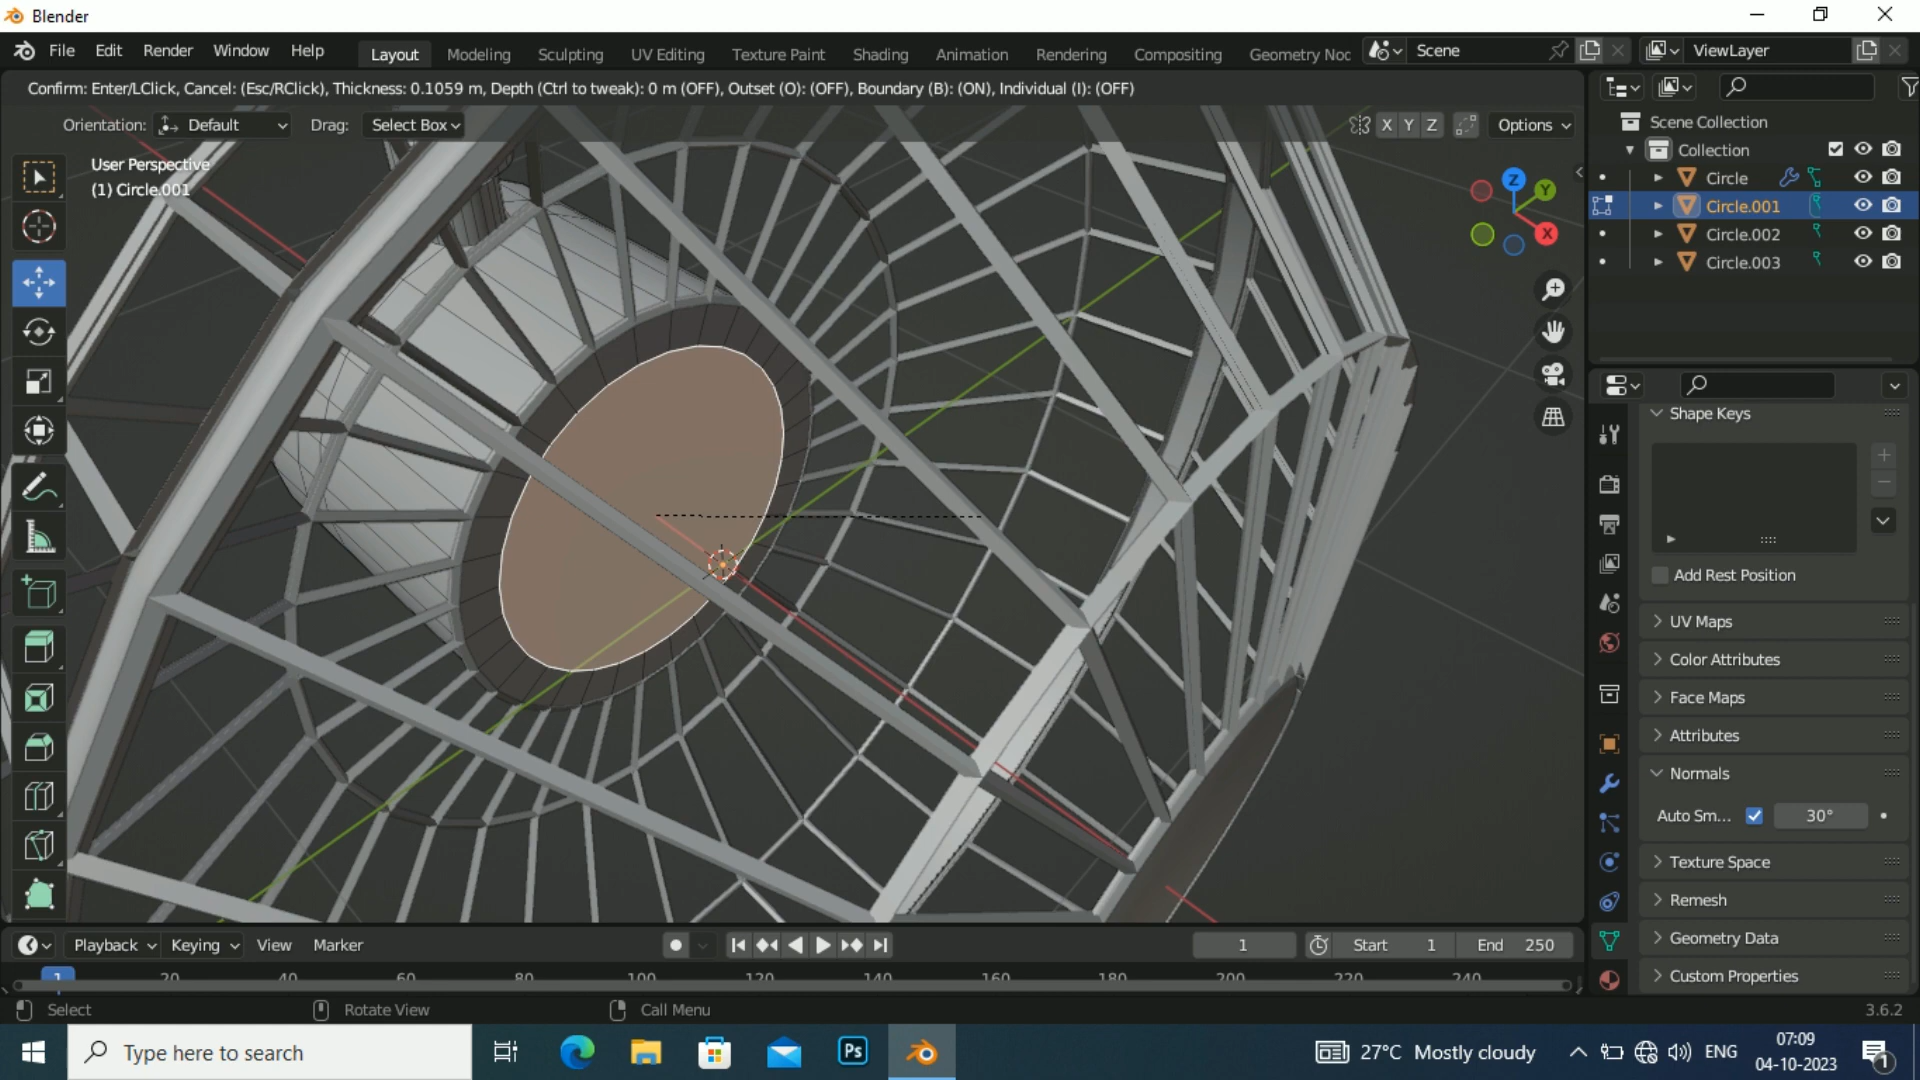 Blender
File Edit Render Window Help Layout Modeling Sculpting UV Editing Texture Paint Shading Animation Rendering Compositing Geometry Noc Scene ViewLayer
Confirm: Enter/LClick, Cancel: (Esc/RClick), Thickness: 0.1059 m, Depth (Ctrl to tweak): 0 m (OFF), Outset (O): (OFF), Boundary (B): (ON), Individual (I): (OFF)
Orientation: Default Drag: Select Box X Y Z Options
User Perspective
(1) Circle.001
Z
Y
X
Scene Collection
Collection
Circle
Circle.001
Circle.002
Circle.003
Shape Keys
Add Rest Position
UV Maps
Color Attributes
Face Maps
Attributes
Normals
Auto Sm... 30°
Texture Space
Remesh
Geometry Data
Custom Properties
Playback Keying View Marker 1 Start 1 End 250
1 20 40 60 80 100 120 140 160 180 200 220 240
Select Rotate View Call Menu 3.6.2
Type here to search Ps 27°C Mostly cloudy ENG 07:09
04-10-2023 1